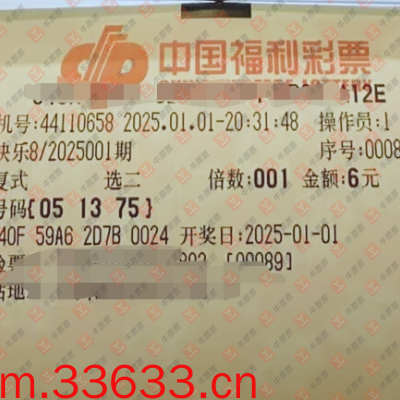 中国福利彩票
A12E
机号:44110658 2025.01.01-20:31:48 操作员:1
快乐8/2025001期 序号:0008
复式 选二 倍数:001 金额:6元
号码{05 13 75}
40F 59A6 2D7B 0024 开奖日:2025-01-01
验票 [00089]
站地
m.33633.cn